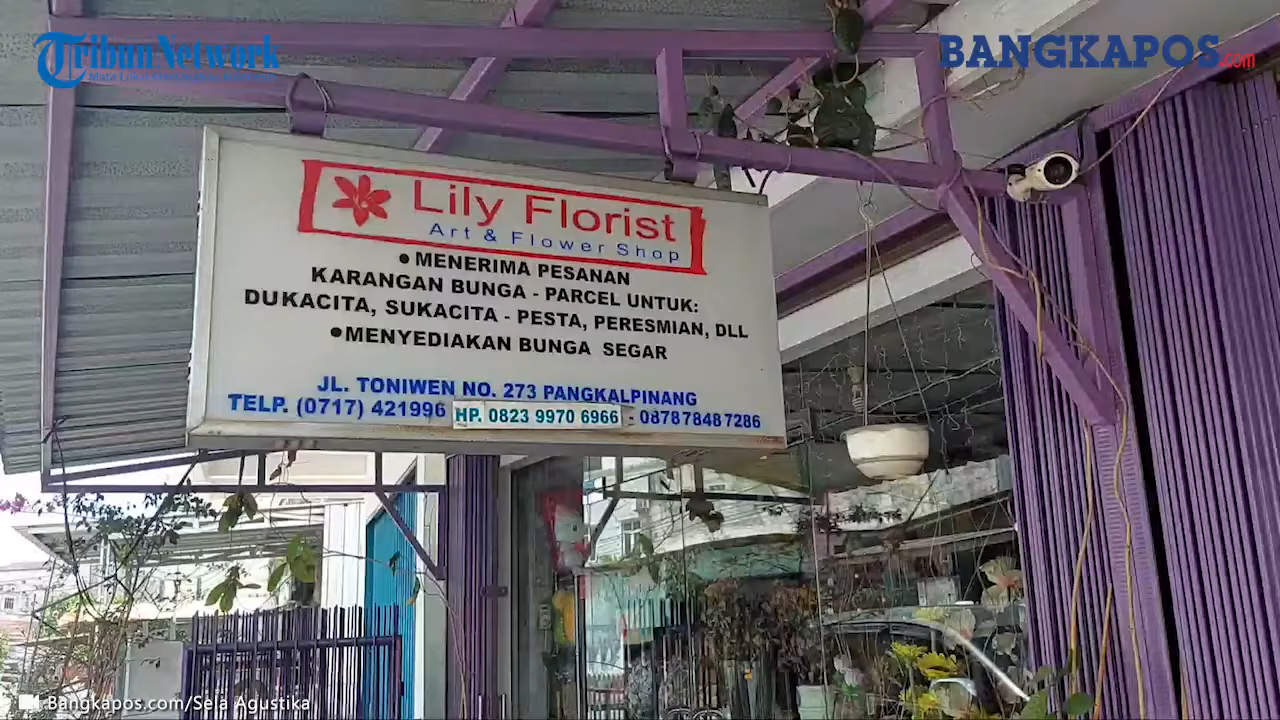 TribunNetwork
BANGKAPOS.com
Lily Florist
Art & Flower Shop
●MENERIMA PESANAN
KARANGAN BUNGA - PARCEL UNTUK:
DUKACITA, SUKACITA - PESTA, PERESMIAN, DLL
●MENYEDIAKAN BUNGA SEGAR
JL. TONIWEN NO. 273 PANGKALPINANG
TELP. (0717) 421996 HP. 0823 9970 6966 - 087878487286
Bangkapos.com/Sela Agustika